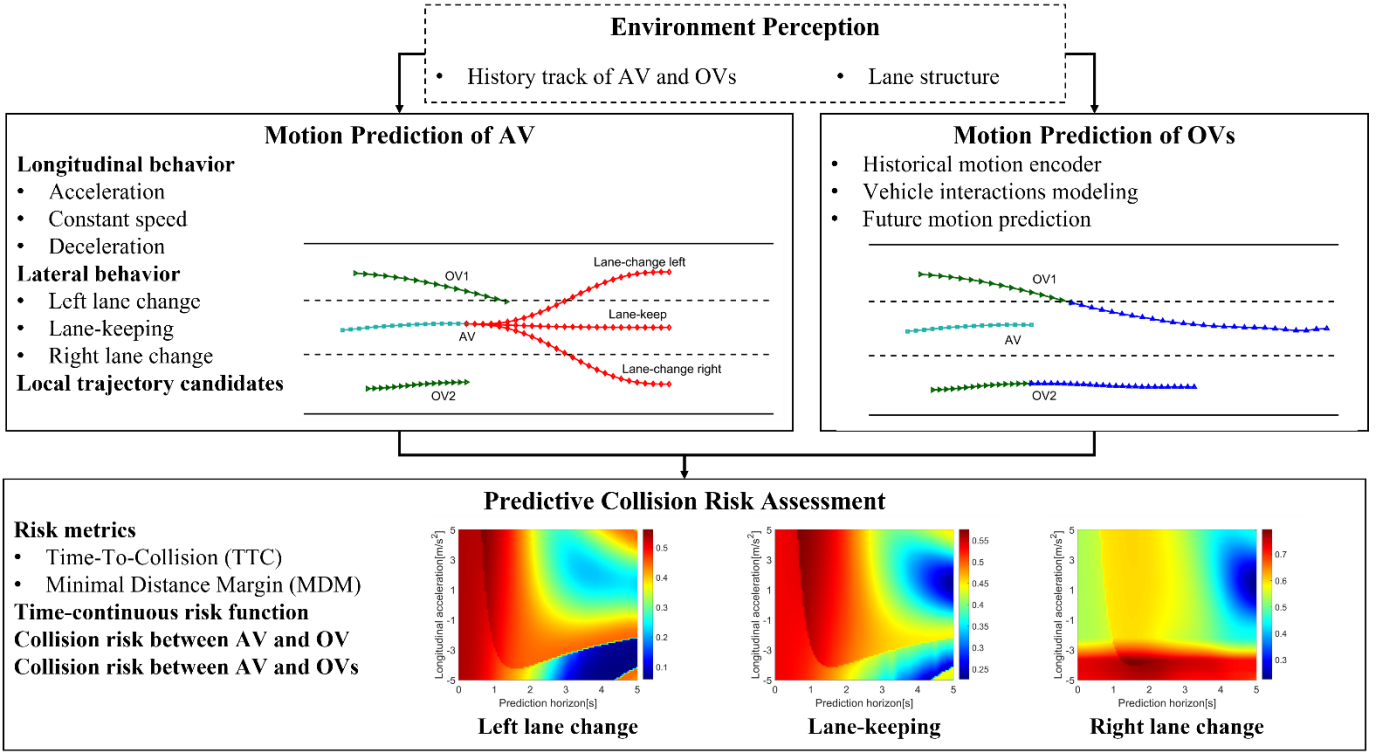 Environment Perception
• History track of AV and OVs
• Lane structure
Motion Prediction of AV
Longitudinal behavior
• Acceleration
• Constant speed
• Deceleration
Lateral behavior
• Left lane change
• Lane-keeping
• Right lane change
Local trajectory candidates
OV1
AV
OV2
Lane-change left
Lane-keep
Lane-change right
Motion Prediction of OVs
• Historical motion encoder
• Vehicle interactions modeling
• Future motion prediction
OV1
AV
OV2
Predictive Collision Risk Assessment
Risk metrics
• Time-To-Collision (TTC)
• Minimal Distance Margin (MDM)
Time-continuous risk function
Collision risk between AV and OV
Collision risk between AV and OVs
Longitudinal acceleration[m/s²]
5
3
1
-1
-3
-5
0 1 2 3 4 5
Prediction horizon[s]
0.5
0.4
0.3
0.2
0.1
Left lane change
Longitudinal acceleration[m/s²]
5
3
1
-1
-3
-5
0 1 2 3 4 5
Prediction horizon[s]
0.55
0.5
0.45
0.4
0.35
0.3
0.25
Lane-keeping
Longitudinal acceleration[m/s²]
5
3
1
-1
-3
-5
0 1 2 3 4 5
Prediction horizon[s]
0.7
0.6
0.5
0.4
0.3
Right lane change